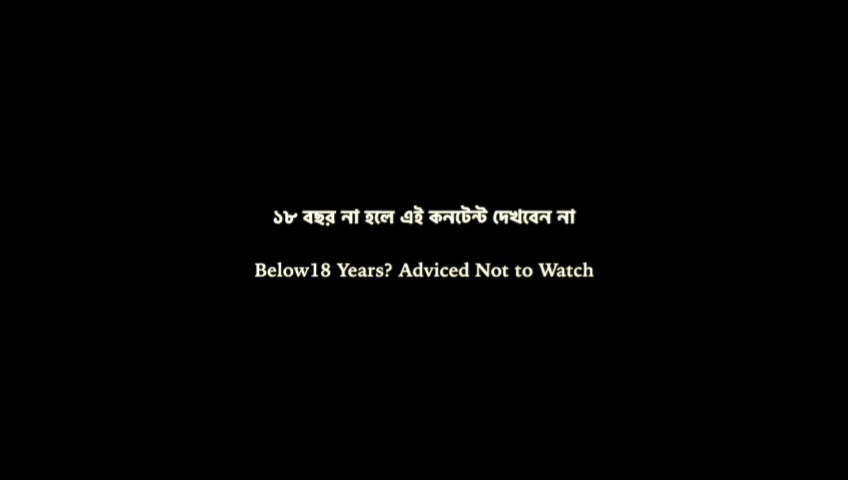 ১৮ বছর না হলে এই কনটেন্ট দেখবেন না
Below18 Years? Adviced Not to Watch